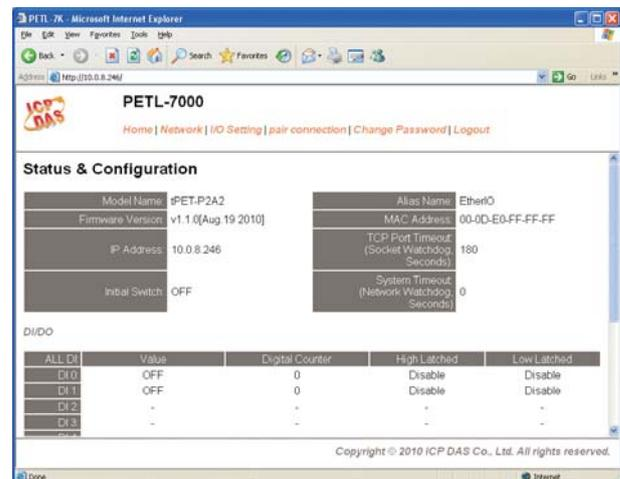 PETL-7K - Microsoft Internet Explorer
File Edit View Favorites Tools Help
Back Search Favorites
Address http://10.0.8.246/ Go Links »
ICP DAS
PETL-7000
Home | Network | I/O Setting | pair connection | Change Password | Logout
Status & Configuration
Model Name: tPET-P2A2 Alias Name: EtherIO
Firmware Version: v1.1.0[Aug.19 2010] MAC Address: 00-0D-E0-FF-FF-FF
IP Address: 10.0.8.246 TCP Port Timeout: (Socket Watchdog, Seconds) 180
Initial Switch: OFF System Timeout: (Network Watchdog, Seconds) 0
DI/DO
ALL DI: Value Digital Counter High Latched Low Latched
DI 0: OFF 0 Disable Disable
DI 1: OFF 0 Disable Disable
DI 2: - - - -
DI 3: - - - -
Copyright © 2010 ICP DAS Co., Ltd. All rights reserved.
Done Internet